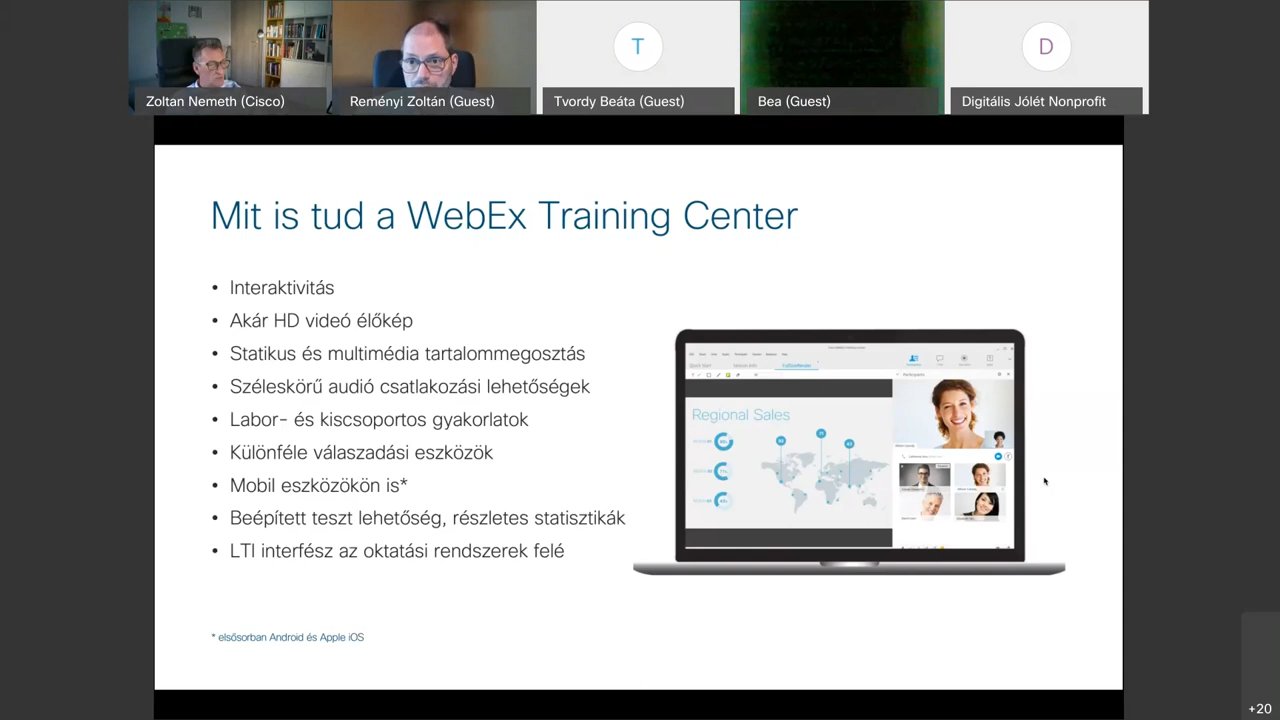 T
D
Zoltan Nemeth (Cisco)
Reményi Zoltán (Guest)
Tvordy Beáta (Guest)
Bea (Guest)
Digitális Jólét Nonprofit
Mit is tud a WebEx Training Center
• Interaktivitás
• Akár HD videó élőkép
• Statikus és multimédia tartalommegosztás
• Széleskörű audió csatlakozási lehetőségek
• Labor- és kiscsoportos gyakorlatok
• Különféle válaszadási eszközök
• Mobil eszközökön is*
• Beépített teszt lehetőség, részletes statisztikák
• LTI interfész az oktatási rendszerek felé
Regional Sales
* elsősorban Android és Apple iOS
+20